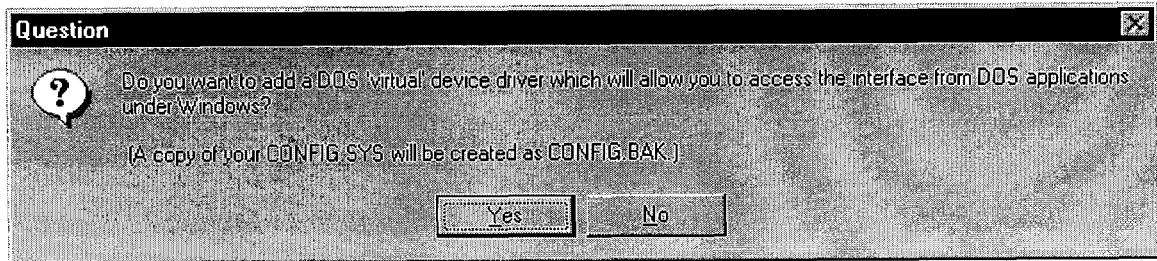 Question
Do you want to add a DOS 'virtual' device driver which will allow you to access the interface from DOS applications
under Windows?
(A copy of your CONFIG.SYS will be created as CONFIG.BAK.)
Yes
No